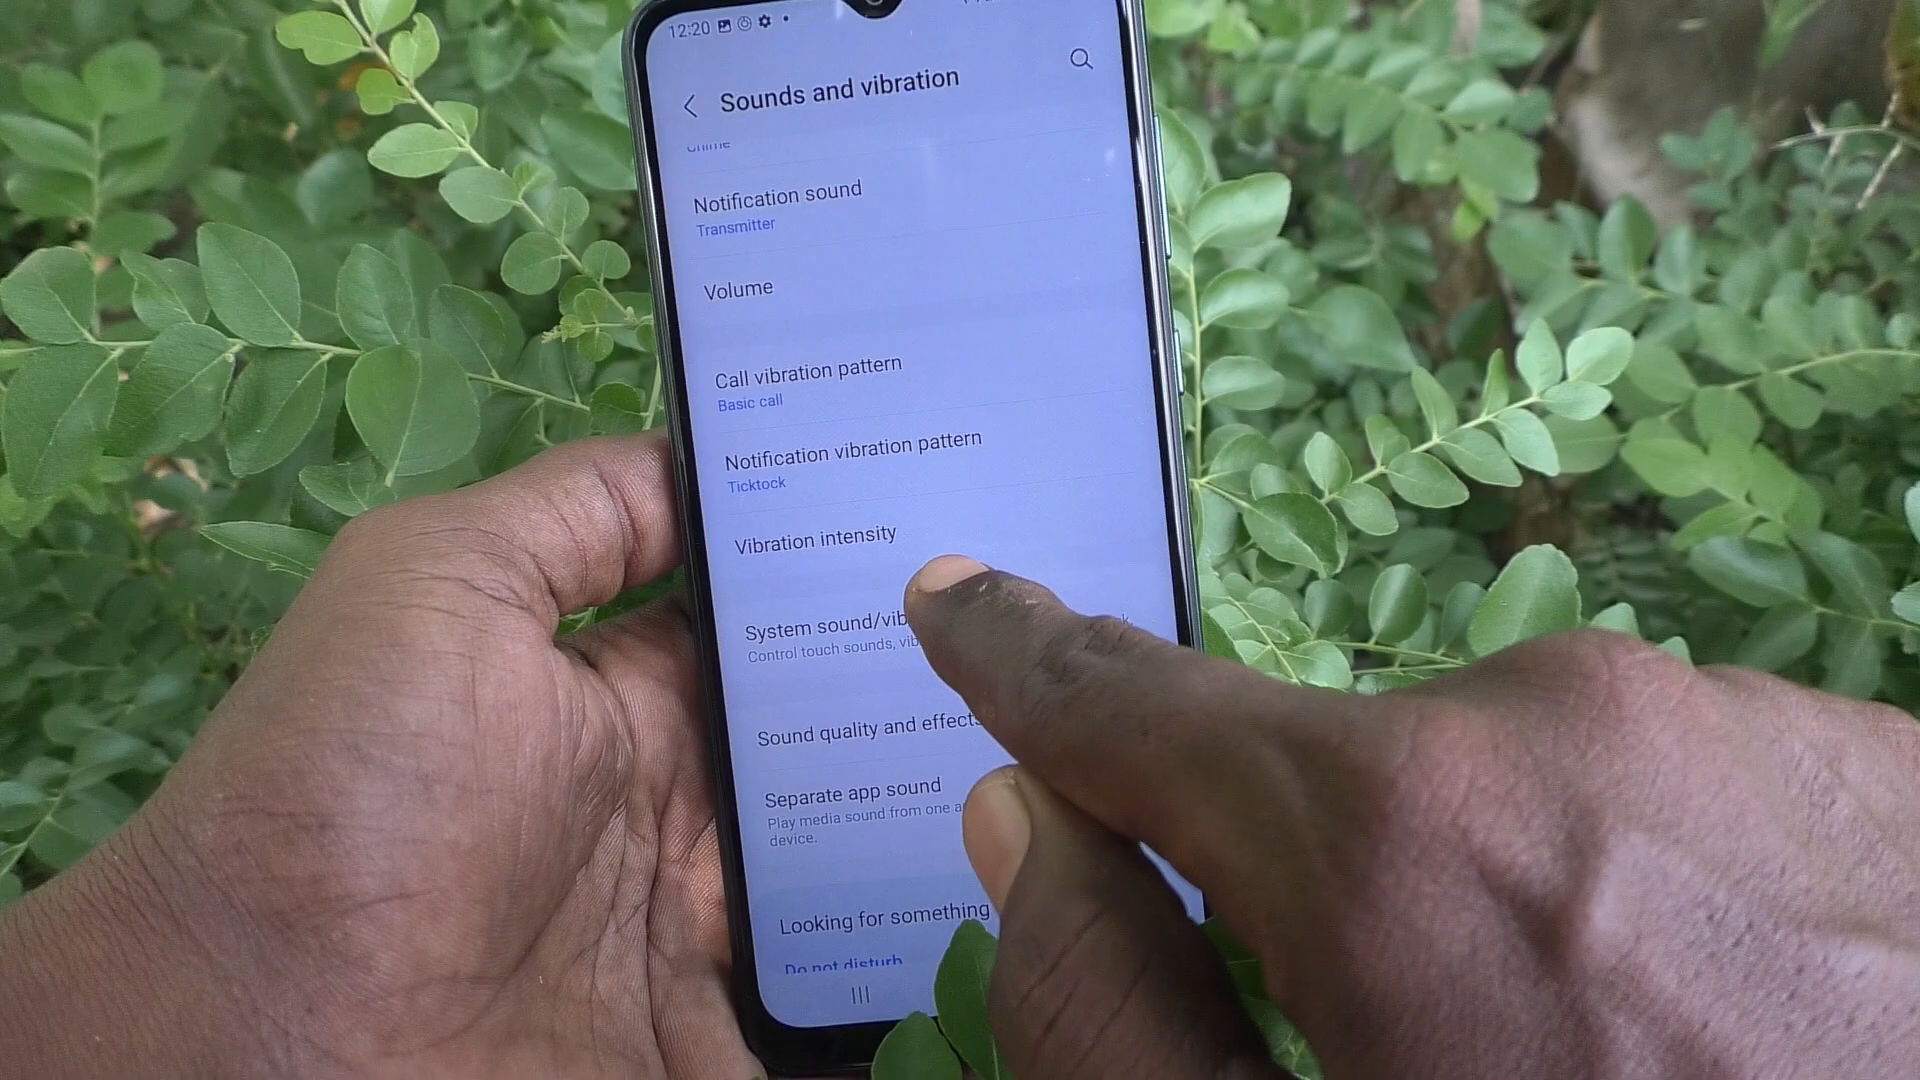 12:20
Sounds and vibration
Notification sound
Transmitter
Volume
Call vibration pattern
Basic call
Notification vibration pattern
Ticktock
Vibration intensity
System sound/vib
Control touch sounds, vib
Sound quality and effects
Separate app sound
Play media sound from one a
device.
Looking for something
Do not disturb